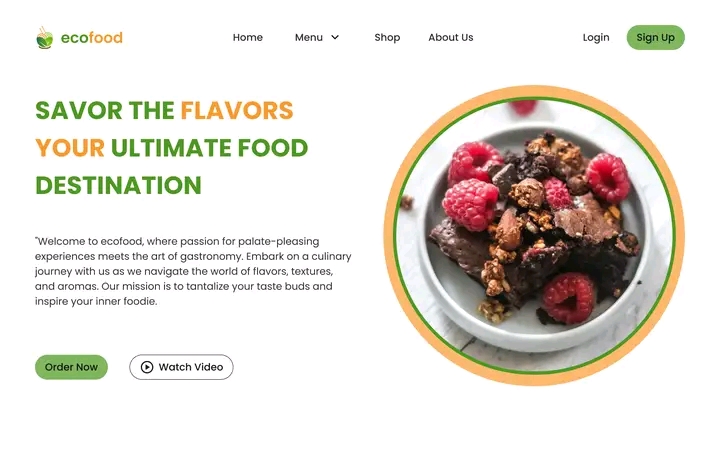 ecofood
Home
Menu
Shop
About Us
Login
Sign Up
SAVOR THE FLAVORS
YOUR ULTIMATE FOOD
DESTINATION
"Welcome to ecofood, where passion for palate-pleasing
experiences meets the art of gastronomy. Embark on a culinary
journey with us as we navigate the world of flavors, textures,
and aromas. Our mission is to tantalize your taste buds and
inspire your inner foodie.
Order Now
Watch Video